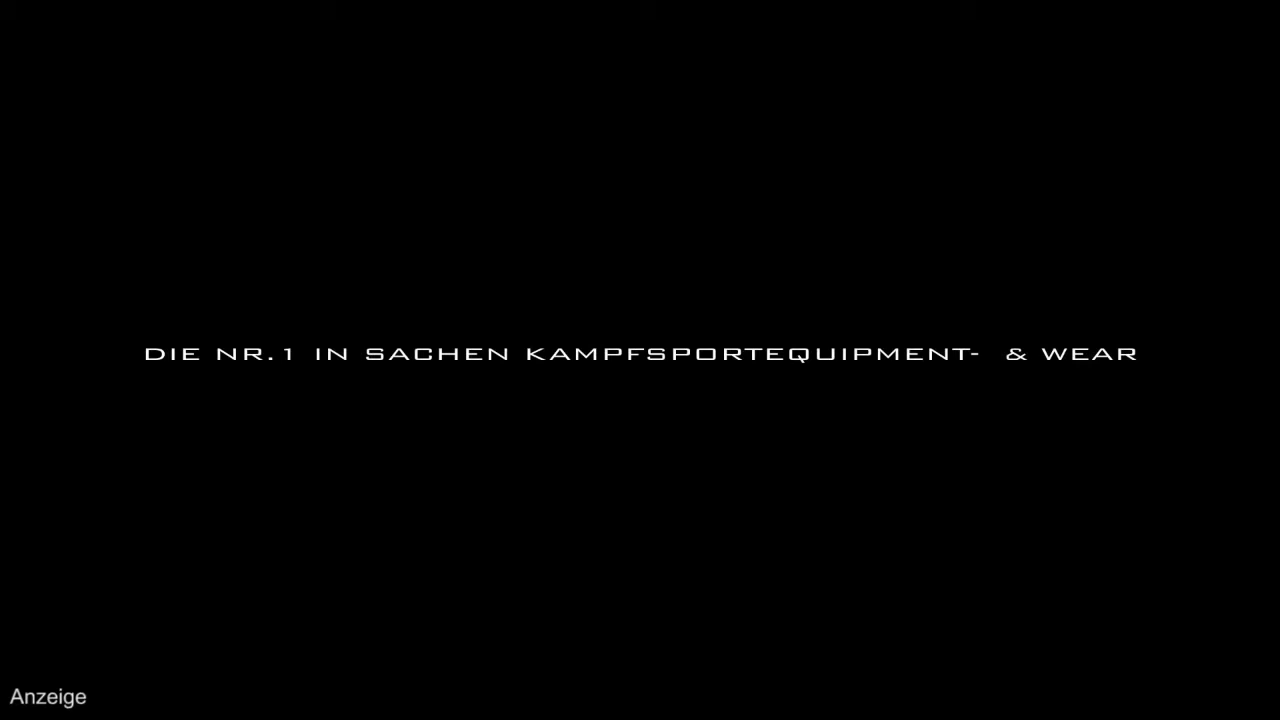 DIE NR.1 IN SACHEN KAMPFSPORTEQUIPMENT- & WEAR
Anzeige